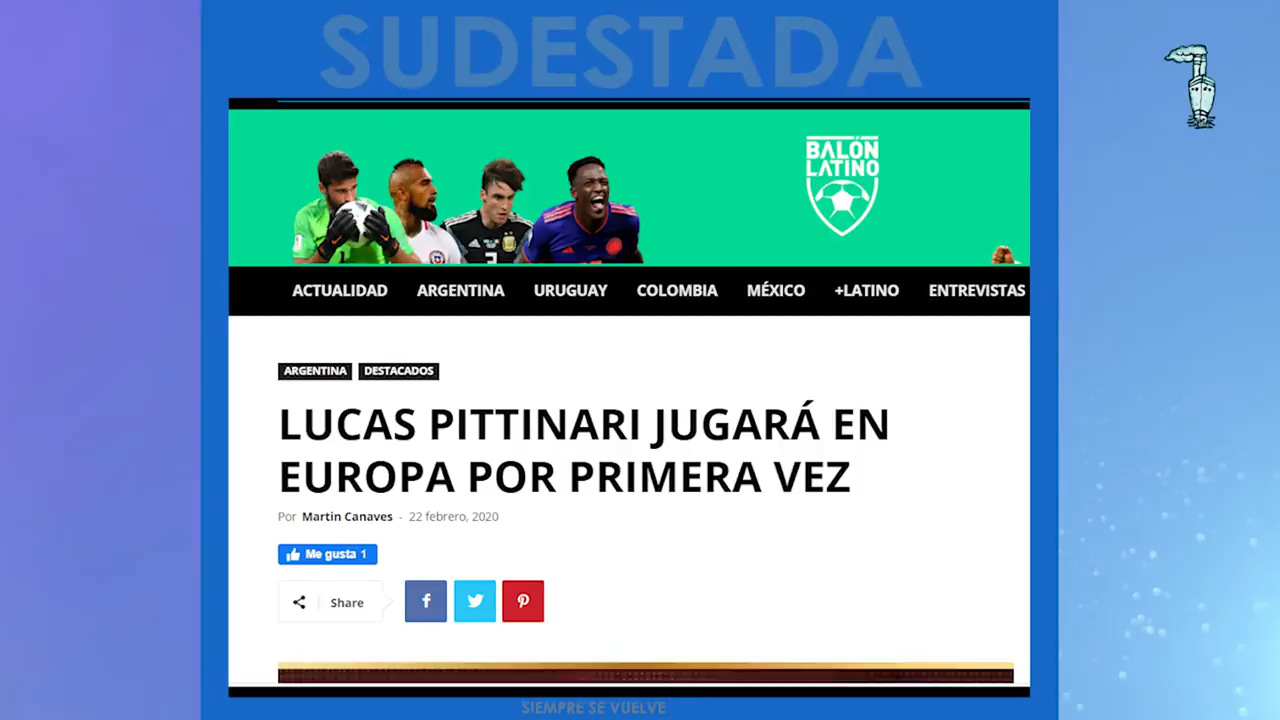 SUDESTADA
BALÓN
LATINO
ACTUALIDAD ARGENTINA URUGUAY COLOMBIA MÉXICO +LATINO ENTREVISTAS
ARGENTINA DESTACADOS
LUCAS PITTINARI JUGARÁ EN
EUROPA POR PRIMERA VEZ
Por Martin Canaves - 22 febrero, 2020
Me gusta 1
Share
SIEMPRE SE VUELVE